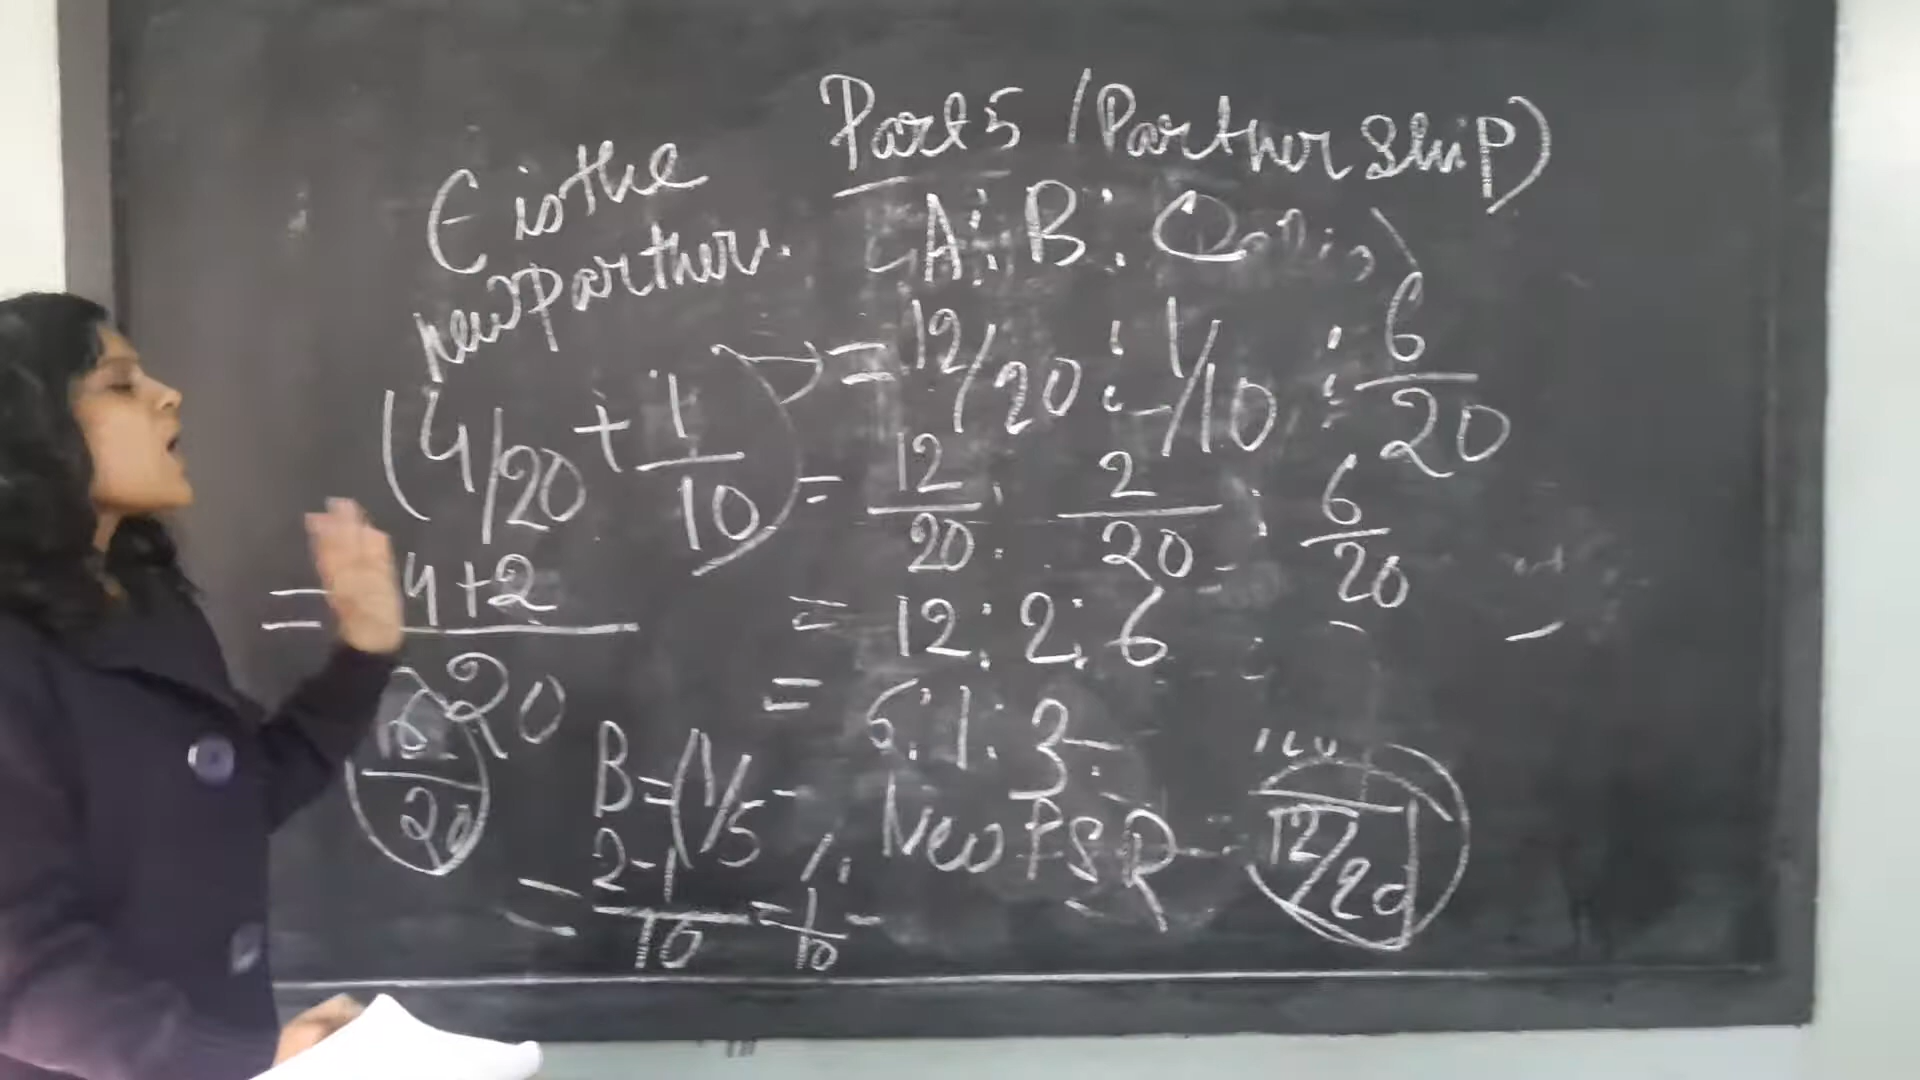 Part 5 (PartnerShip)
C is the
new partner.
A : B : C
= 12/20 : 1/10 : 6/20
(4/20 + 1/10)
= 12/20 : 2/20 : 6/20
= 4+2/20
= 12 : 2 : 6
= 6 : 1 : 3
6/20
B = (1/5 -
New PSR
12/20
= 2-1/10 = 1/10